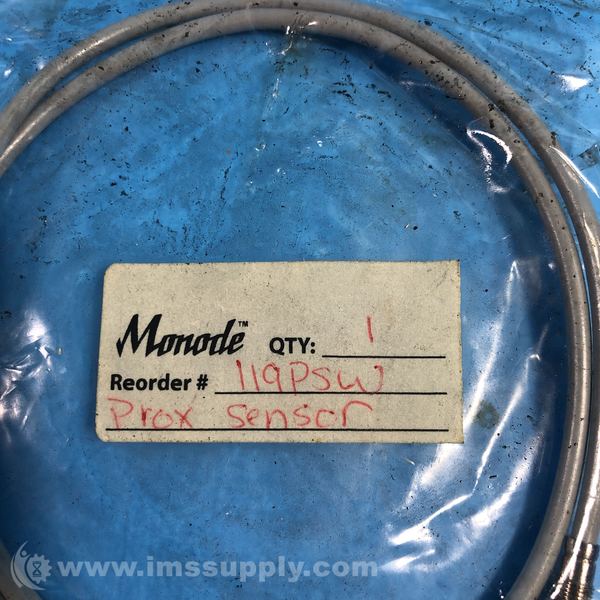 Monode™ QTY: 1
Reorder # 119PSW
Prox sensor
www.imssupply.com